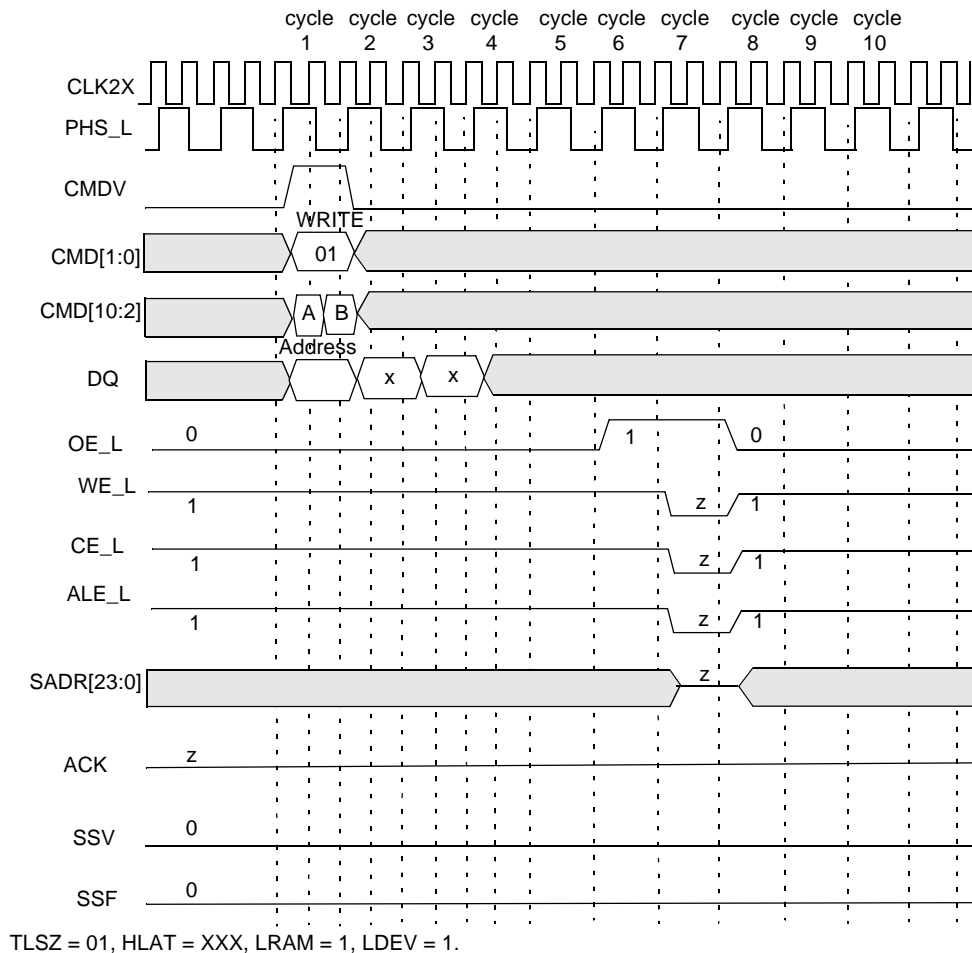 cycle cycle cycle cycle cycle cycle cycle cycle cycle cycle
1 2 3 4 5 6 7 8 9 10
CLK2X
PHS_L
CMDV
WRITE
CMD[1:0] 01
CMD[10:2] A B
Address
DQ x x
OE_L 0 1 0
WE_L 1 z 1
CE_L 1 z 1
ALE_L 1 z 1
SADR[23:0] z
ACK z
SSV 0
SSF 0
TLSZ = 01, HLAT = XXX, LRAM = 1, LDEV = 1.